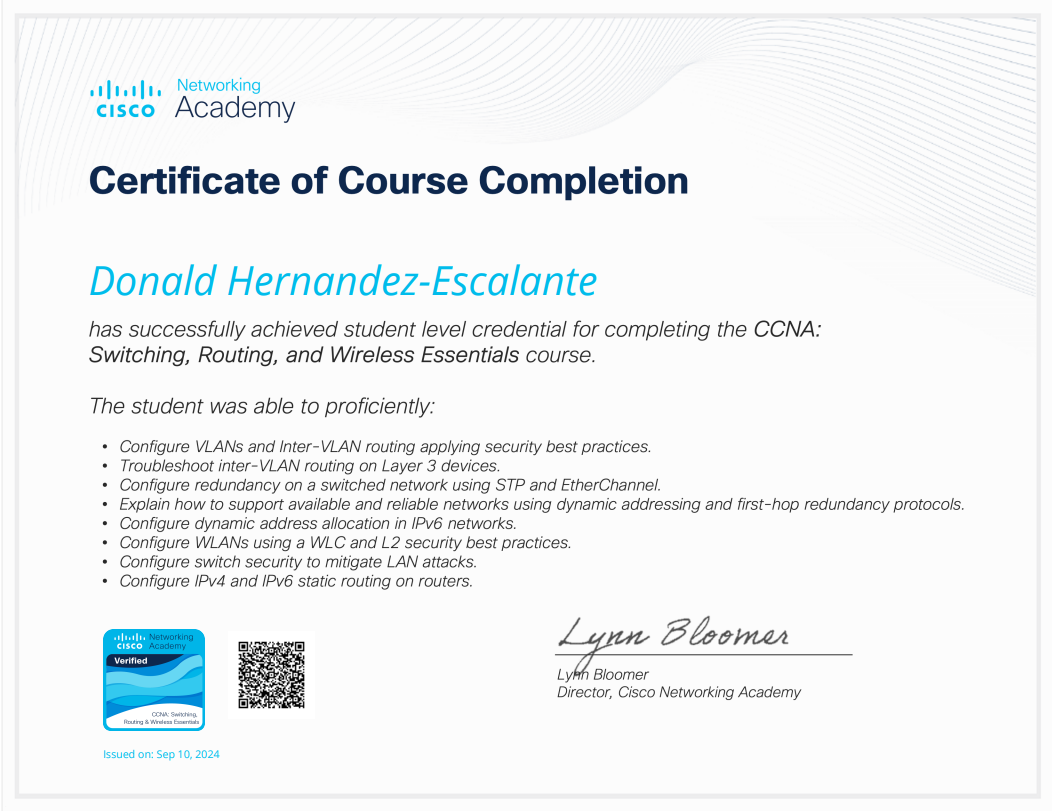 Networking
Academy
CISCO
Certificate of Course Completion
Donald Hernandez-Escalante
has successfully achieved student level credential for completing the CCNA:
Switching, Routing, and Wireless Essentials course.
The student was able to proficiently:
• Configure VLANs and Inter-VLAN routing applying security best practices.
• Troubleshoot inter-VLAN routing on Layer 3 devices.
• Configure redundancy on a switched network using STP and EtherChannel.
• Explain how to support available and reliable networks using dynamic addressing and first-hop redundancy protocols.
• Configure dynamic address allocation in IPv6 networks.
• Configure WLANs using a WLC and L2 security best practices.
• Configure switch security to mitigate LAN attacks.
• Configure IPv4 and IPv6 static routing on routers.
Networking
CISCO Academy
Verified
CCNA: Switching,
Routing & Wireless Essentials
Lynn Bloomer
Lynn Bloomer
Director, Cisco Networking Academy
Issued on: Sep 10, 2024